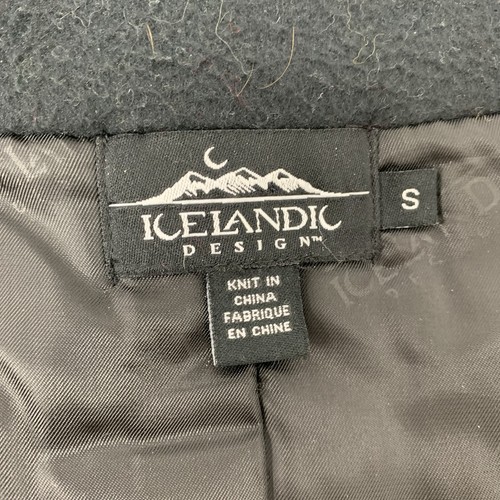 ICELANDIC
DESIGN™
S
KNIT IN
CHINA
FABRIQUE
EN CHINE